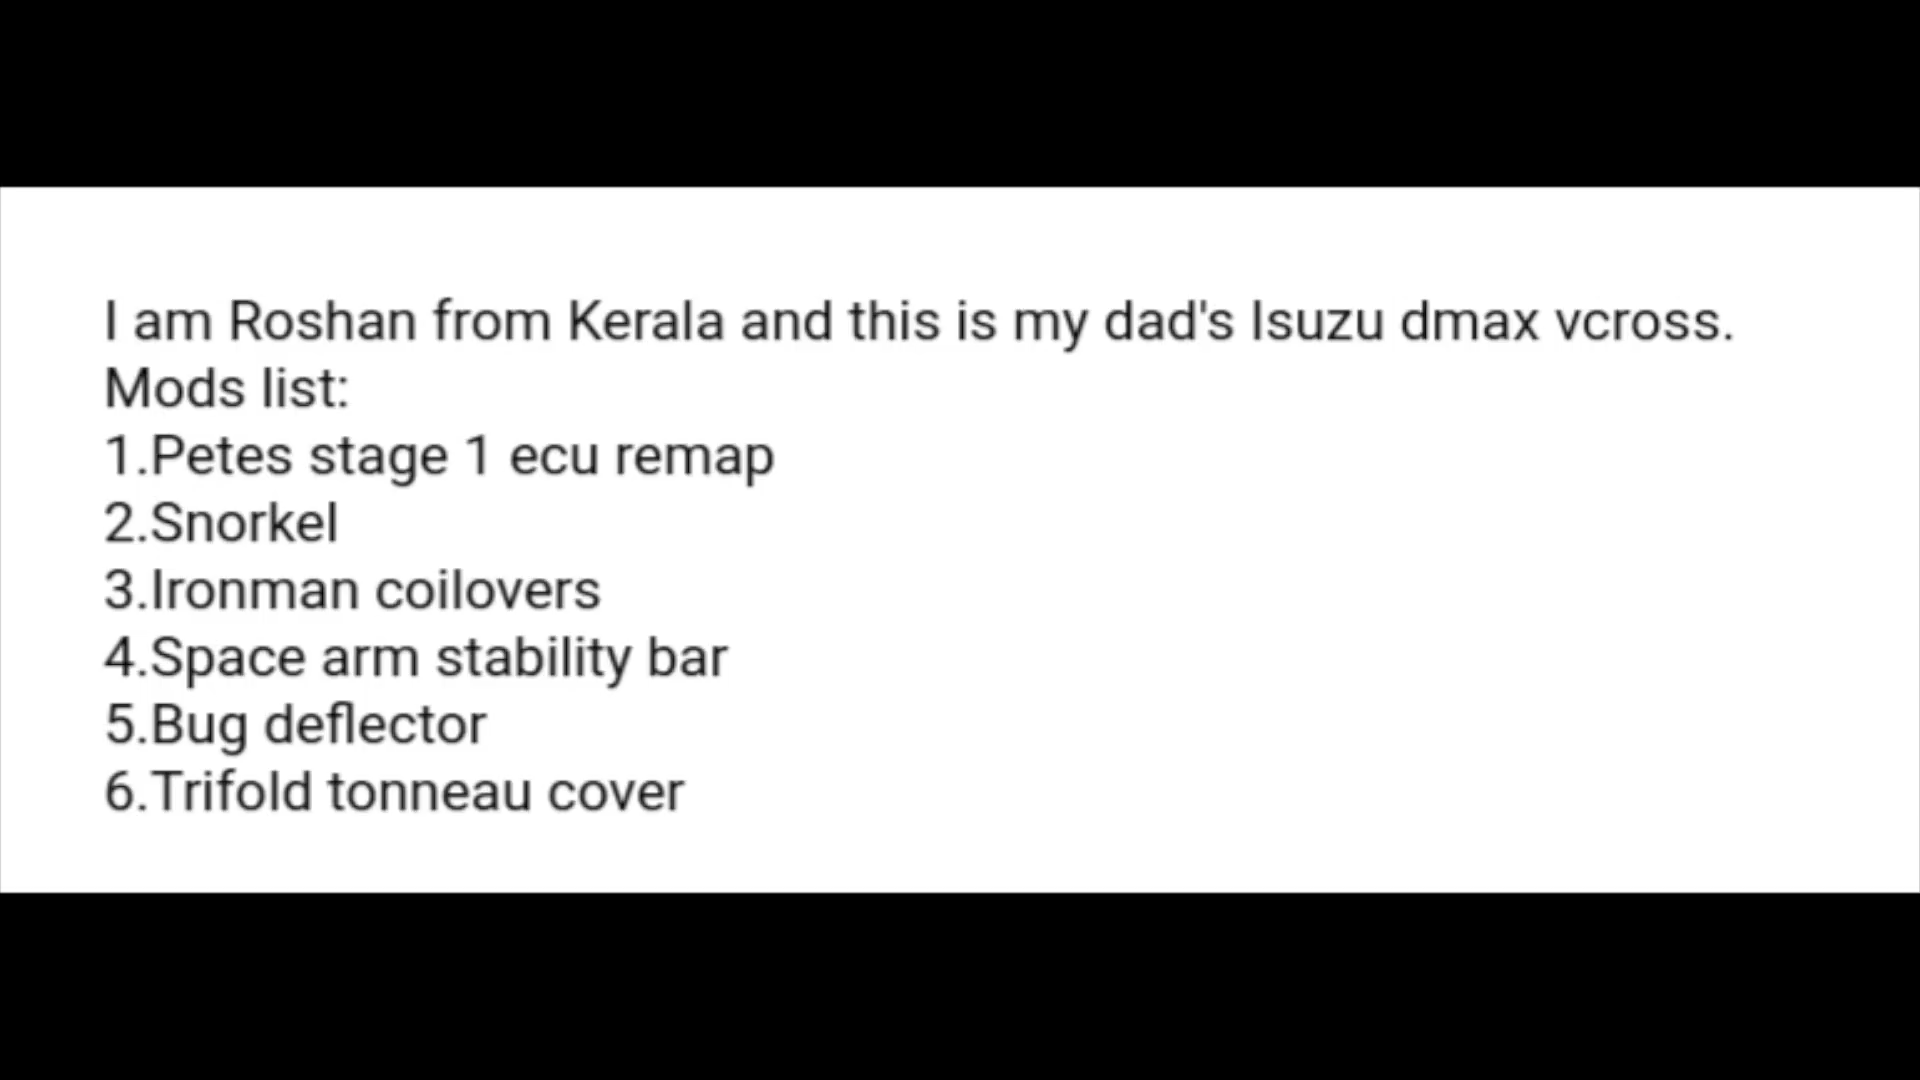 I am Roshan from Kerala and this is my dad's Isuzu dmax vcross.
Mods list:
1.Petes stage 1 ecu remap
2.Snorkel
3.Ironman coilovers
4.Space arm stability bar
5.Bug deflector
6.Trifold tonneau cover